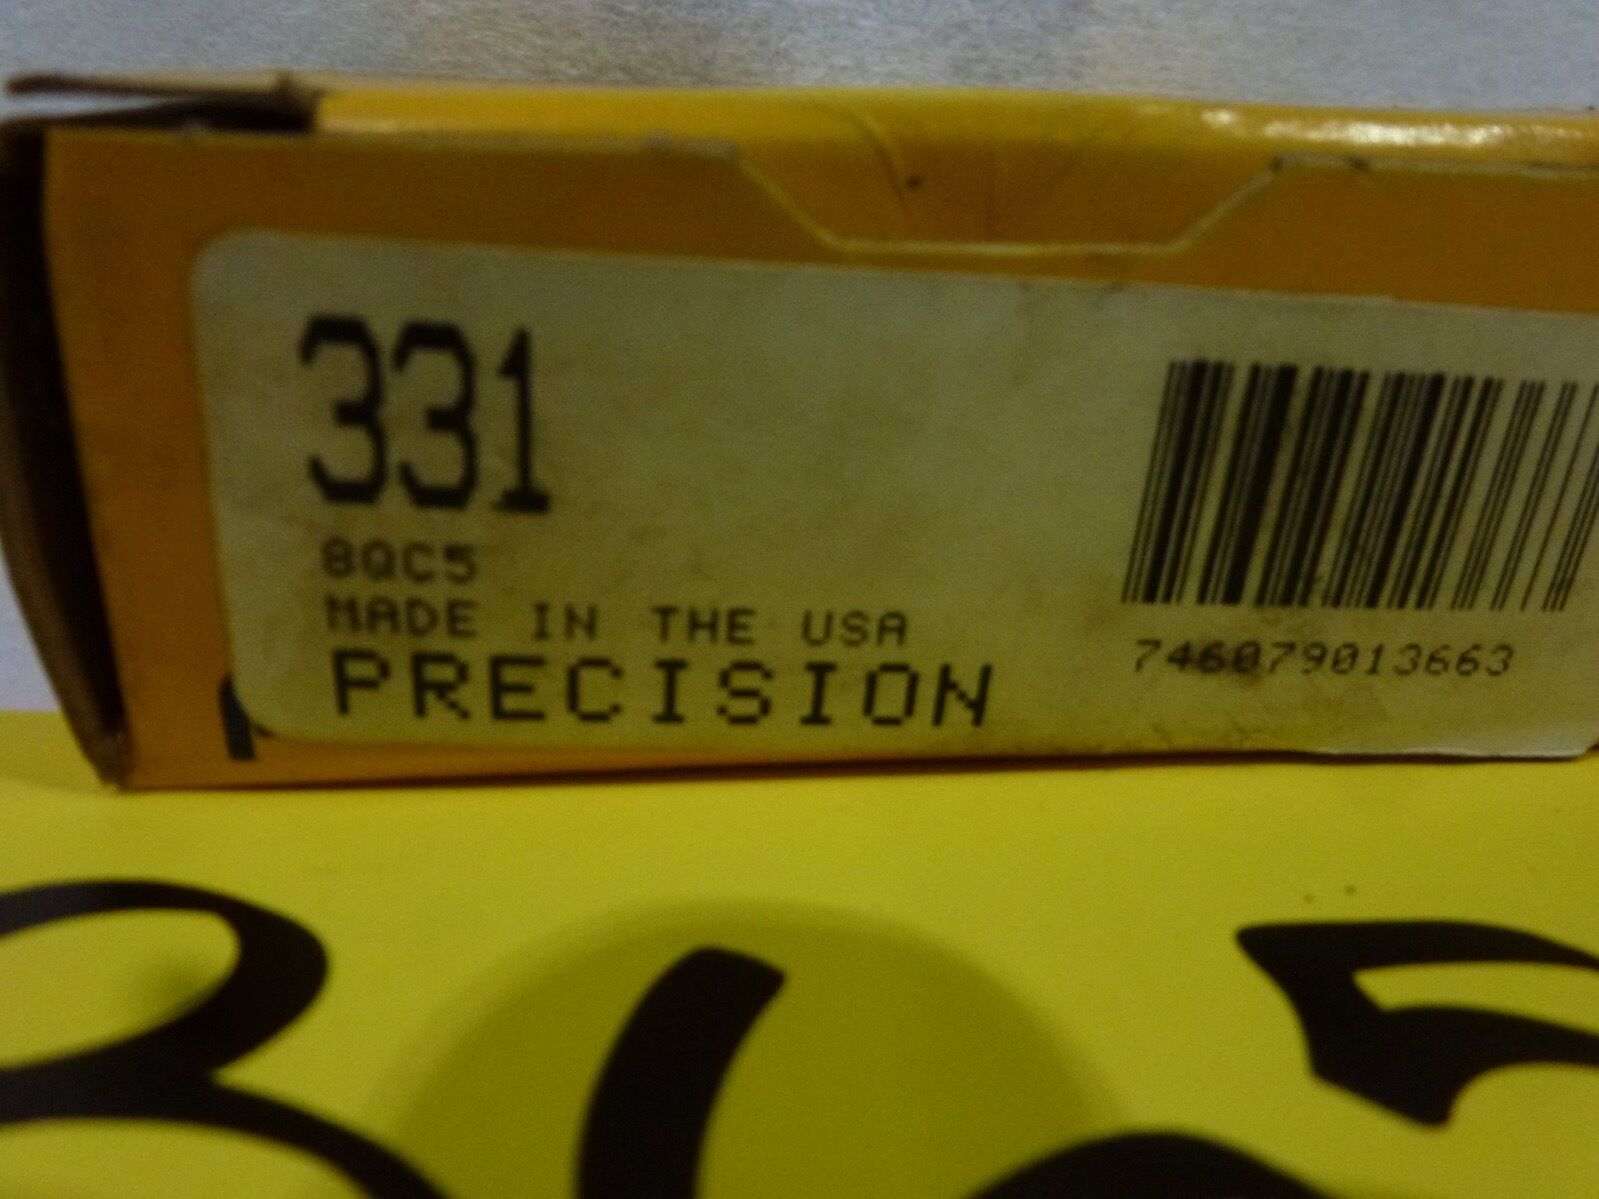 331
8QC5
MADE IN THE USA
PRECISION
746079013663